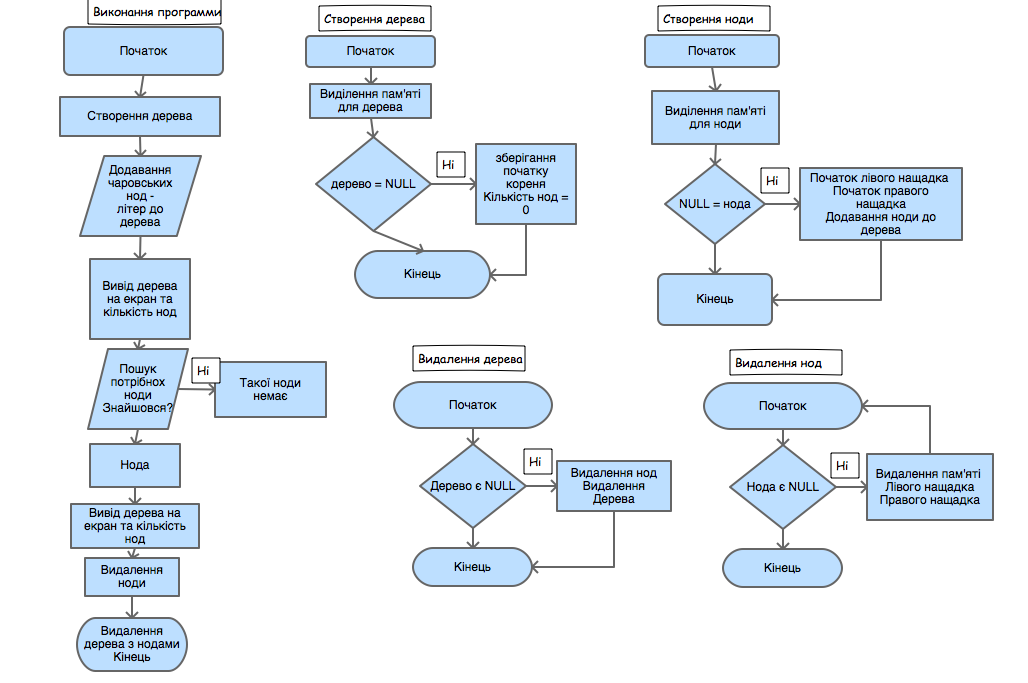 Виконання программи
Початок
Створення дерева
Додавання
чаровських
нод -
літер до
дерева
Вивід дерева
на екран та
кількість нод
Пошук
потрібнох
ноди
Знайшовся?
Ні
Такої ноди
немає
Нода
Вивід дерева на
екран та кількість
нод
Видалення
ноди
Видалення
дерева з нодами
Кінець
Створення дерева
Початок
Виділення пам'яті
для дерева
дерево = NULL
Ні
зберігання
початку
кореня
Кількість нод =
0
Кінець
Створення ноди
Початок
Виділення пам'яті
для ноди
NULL = нода
Ні
Початок лівого нащадка
Початок правого
нащадка
Додавання ноди до
дерева
Кінець
Видалення дерева
Початок
Дерево є NULL
Ні
Видалення нод
Видалення
Дерева
Кінець
Видалення нод
Початок
Нода є NULL
Ні
Видалення пам'яті
Лівого нащадка
Правого нащадка
Кінець